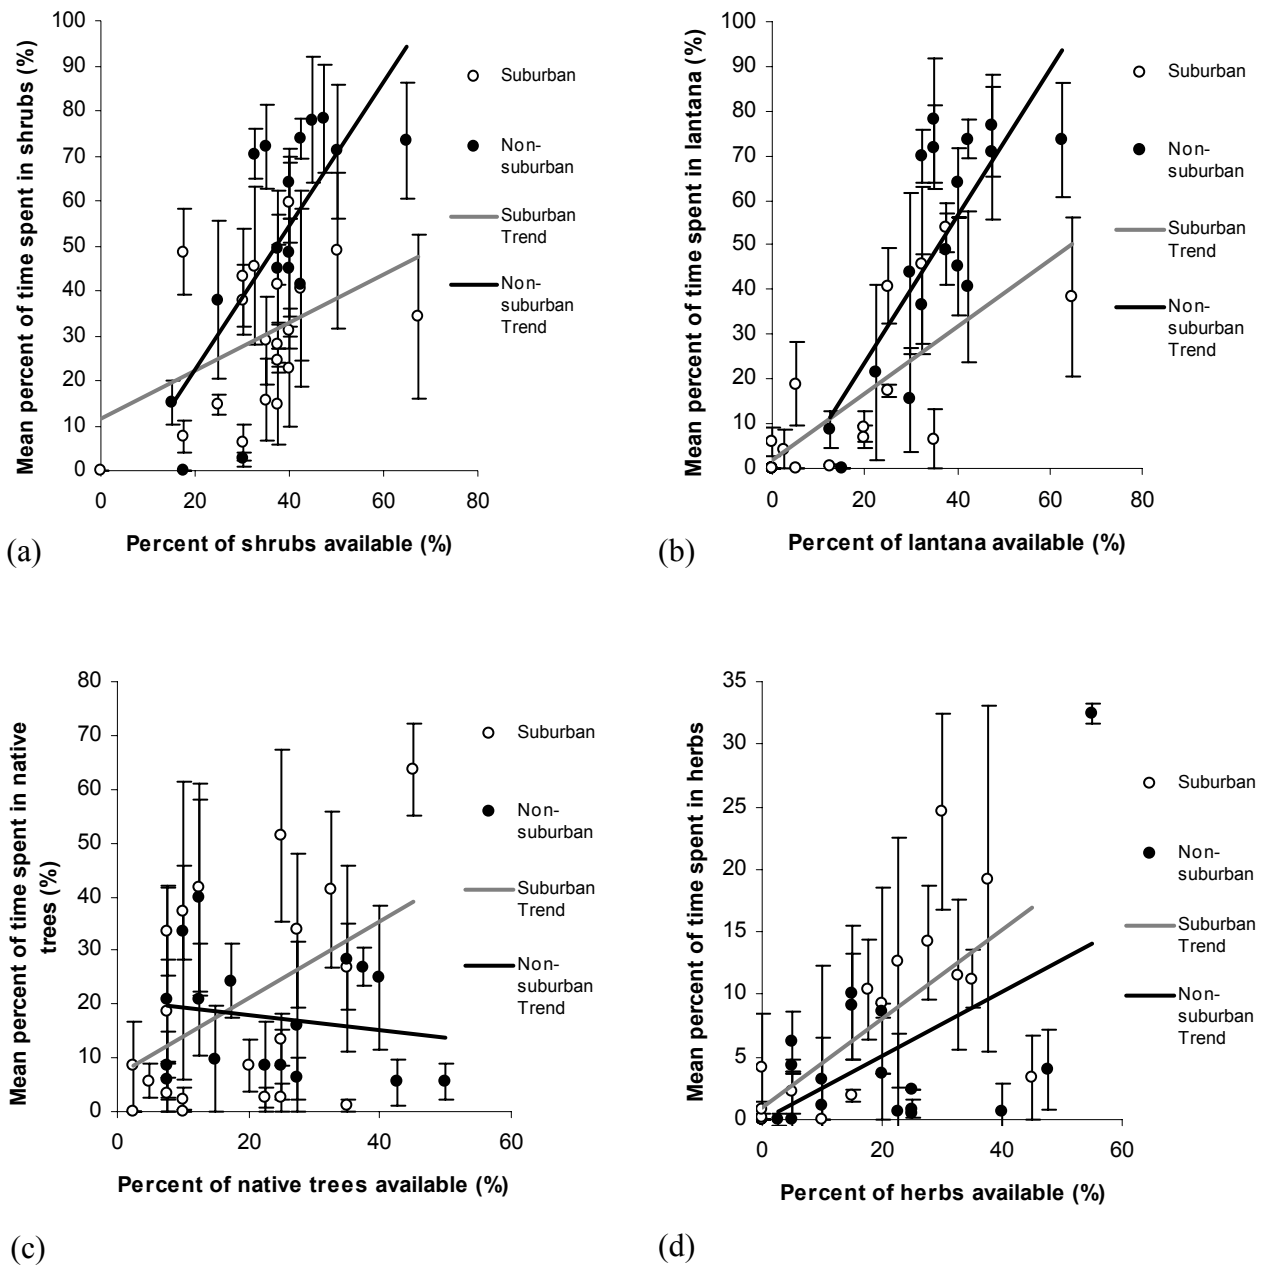 Mean percent of time spent in shrubs (%)
100
90
80
70
60
50
40
30
20
10
0
0 20 40 60 80
Percent of shrubs available (%)
Suburban
Non-
suburban
Suburban
Trend
Non-
suburban
Trend
(a)
Mean percent of time spent in lantana (%)
100
90
80
70
60
50
40
30
20
10
0
0 20 40 60 80
Percent of lantana available (%)
Suburban
Non-
suburban
Suburban
Trend
Non-
suburban
Trend
(b)
Mean percent of time spent in native
trees (%)
80
70
60
50
40
30
20
10
0
0 20 40 60
Percent of native trees available (%)
Suburban
Non-
suburban
Suburban
Trend
Non-
suburban
Trend
(c)
Mean percent of time spent in herbs (%)
35
30
25
20
15
10
5
0
0 20 40 60
Percent of herbs available (%)
Suburban
Non-
suburban
Suburban
Trend
Non-
suburban
Trend
(d)